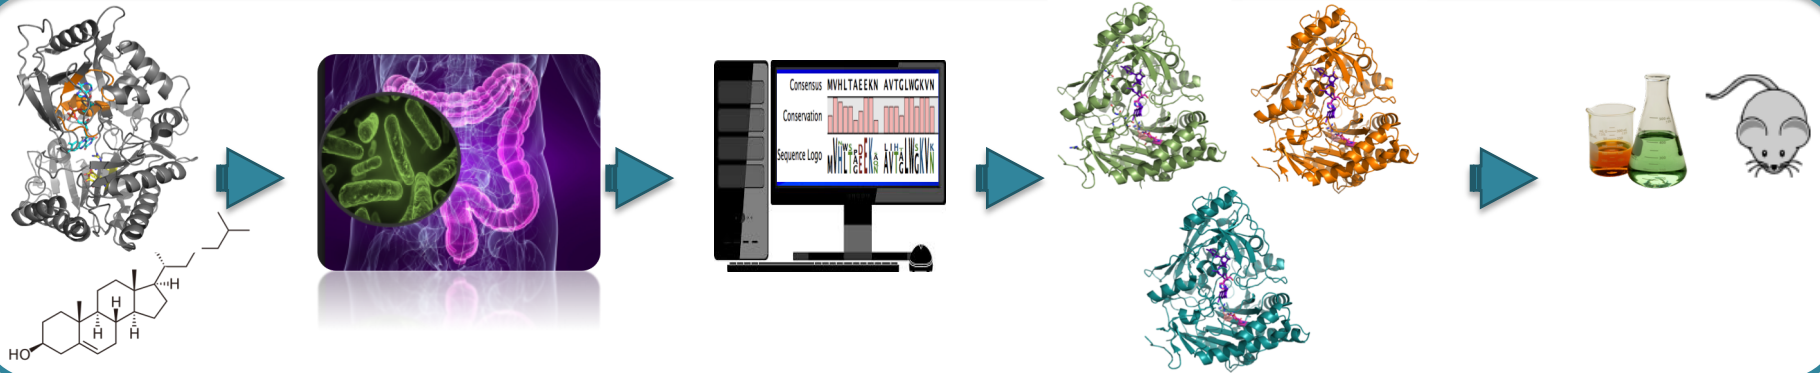 Consensus MVHLTAEEKN AVTGLWGKVN
Conservation
Sequence Logo
H
H
H
H
H
HO